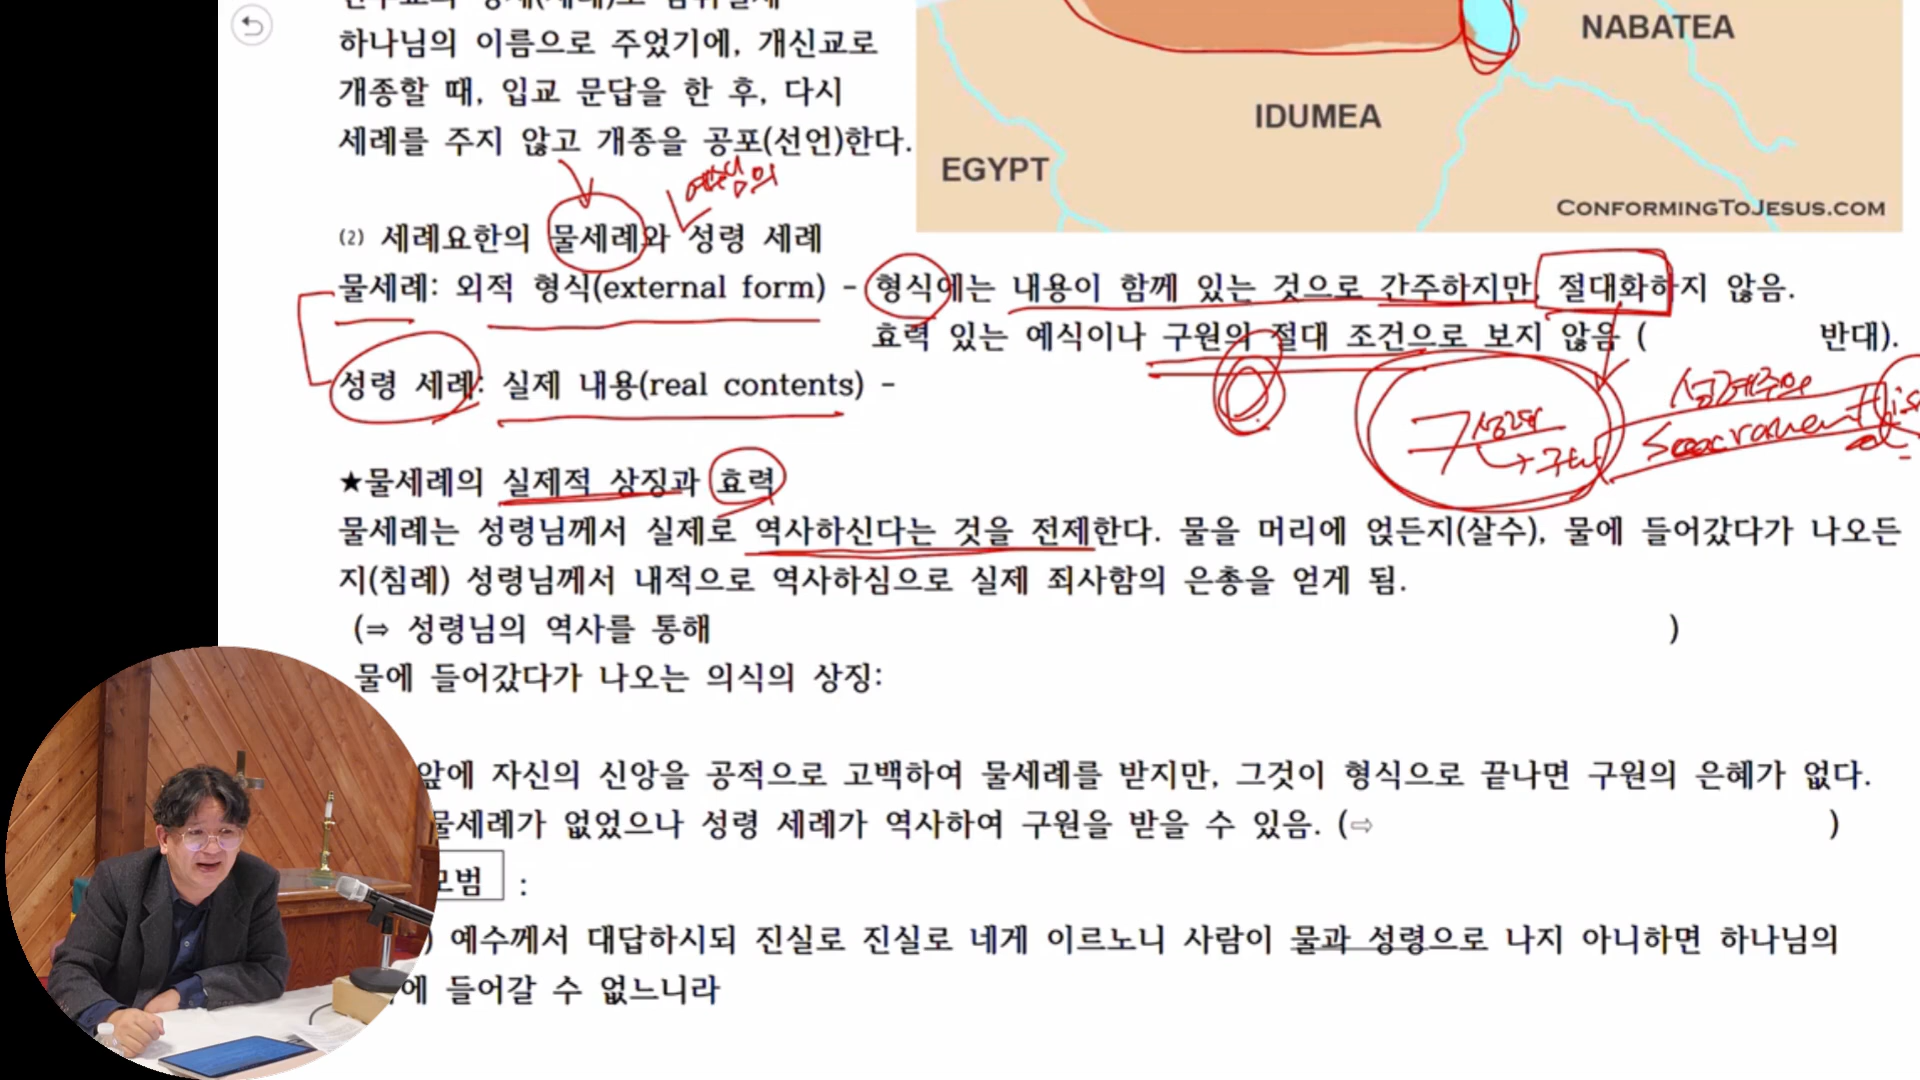 하나님의 이름으로 주었기에, 개신교로
개종할 때, 입교 문답을 한 후, 다시
세례를 주지 않고 개종을 공포(선언)한다.
NABATEA
IDUMEA
EGYPT
CONFORMINGTOJESUS.COM
예수님의
(2) 세례요한의 물세례와 성령 세례
물세례: 외적 형식(external form) - 형식에는 내용이 함께 있는 것으로 간주하지만, 절대화하지 않음.
효력 있는 예식이나 구원의 절대 조건으로 보지 않음 ( 반대).
성령 세례: 실제 내용(real contents) -
성례주의
★물세례의 실제적 상징과 효력
물세례는 성령님께서 실제로 역사하신다는 것을 전제한다. 물을 머리에 얹든지(살수), 물에 들어갔다가 나오든
지(침례) 성령님께서 내적으로 역사하심으로 실제 죄사함의 은총을 얻게 됨.
(⇒ 성령님의 역사를 통해 )
물에 들어갔다가 나오는 의식의 상징:
앞에 자신의 신앙을 공적으로 고백하여 물세례를 받지만, 그것이 형식으로 끝나면 구원의 은혜가 없다.
물세례가 없었으나 성령 세례가 역사하여 구원을 받을 수 있음. (⇨ )
모범 :
) 예수께서 대답하시되 진실로 진실로 네게 이르노니 사람이 물과 성령으로 나지 아니하면 하나님의
에 들어갈 수 없느니라